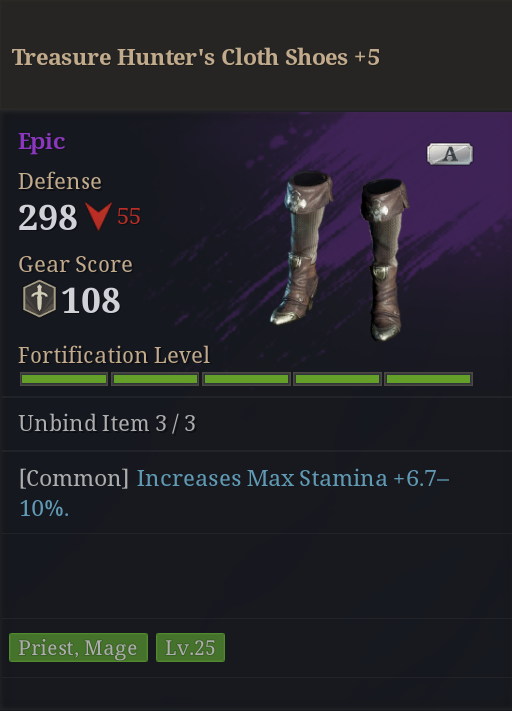 Treasure Hunter's Cloth Shoes +5
Epic
A
Defense
298 55
Gear Score
108
Fortification Level
Unbind Item 3 / 3
[Common] Increases Max Stamina +6.7–
10%.
Priest, Mage Lv.25